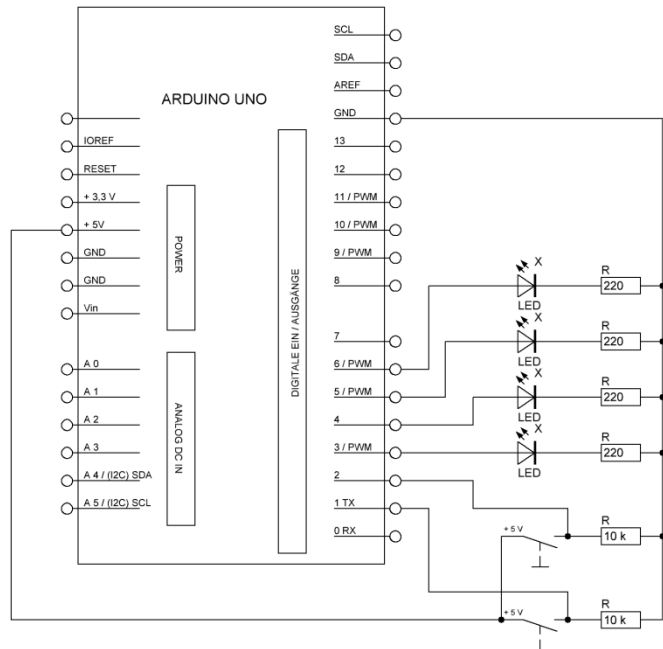 ARDUINO UNO
IOREF
RESET
+ 3,3 V
+ 5V
GND
GND
Vin
POWER
A 0
A 1
A 2
A 3
A 4 / (I2C) SDA
A 5 / (I2C) SCL
ANALOG DC IN
DIGITALE EIN / AUSGÄNGE
SCL
SDA
AREF
GND
13
12
11 / PWM
10 / PWM
9 / PWM
8
7
6 / PWM
5 / PWM
4
3 / PWM
2
1 TX
0 RX
X
LED
R
220
X
LED
R
220
X
LED
R
220
X
LED
R
220
+ 5 V
R
10 k
+ 5 V
R
10 k